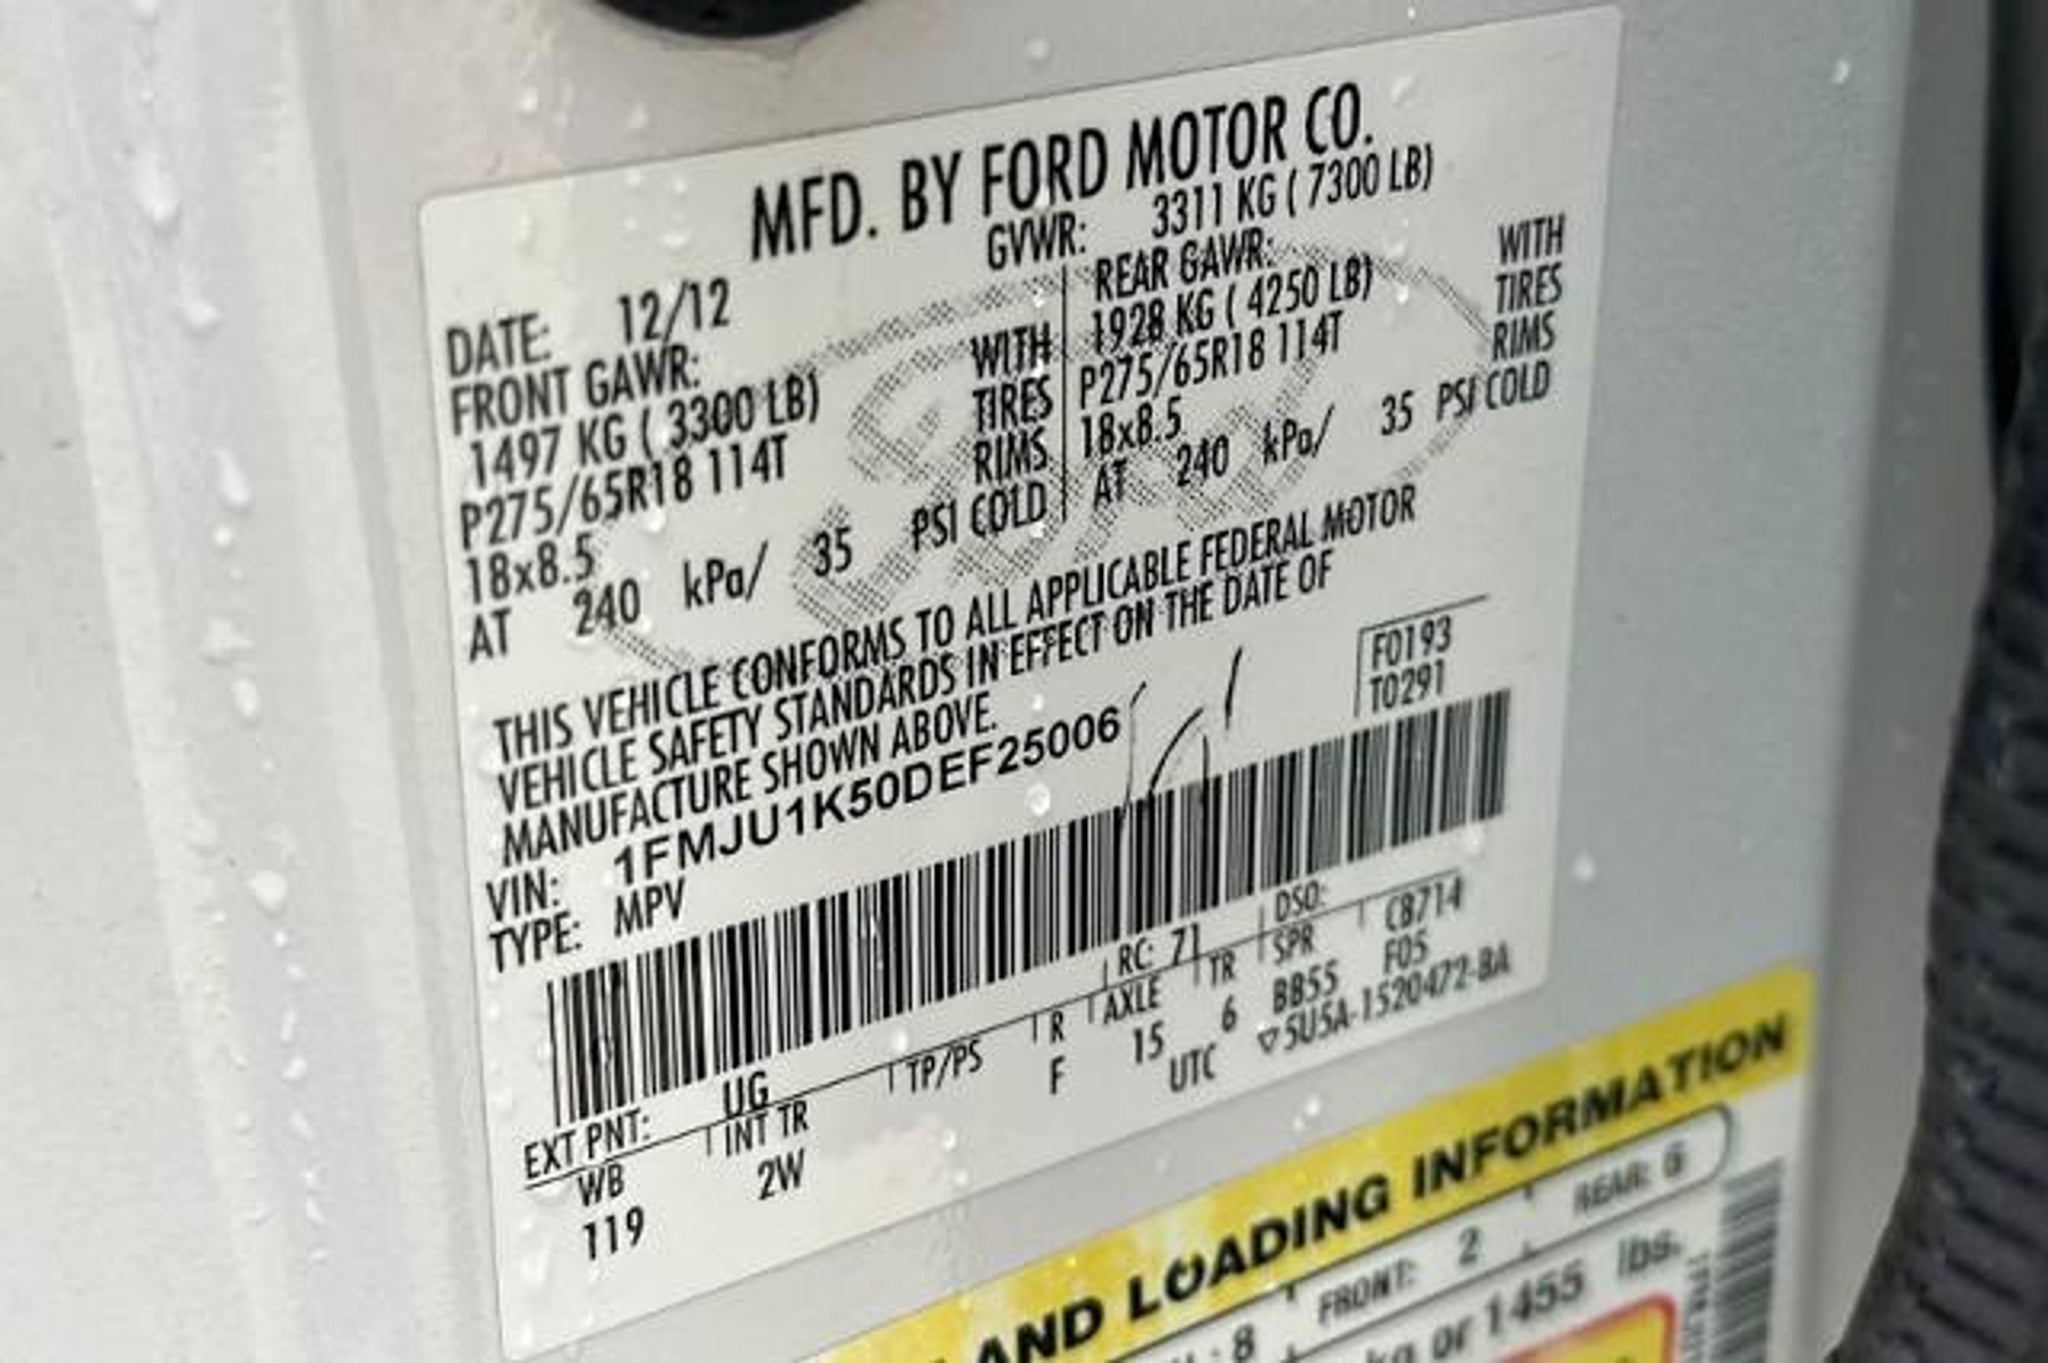 MFD. BY FORD MOTOR CO.
DATE: 12/12 GVWR: 3311 KG ( 7300 LB)
FRONT GAWR: REAR GAWR:
1497 KG ( 3300 LB) WITH 1928 KG ( 4250 LB) WITH
P275/65R18 114T TIRES P275/65R18 114T TIRES
18x8.5 RIMS 18x8.5 RIMS
AT 240 kPa/ 35 PSI COLD AT 240 kPa/ 35 PSI COLD
THIS VEHICLE CONFORMS TO ALL APPLICABLE FEDERAL MOTOR
VEHICLE SAFETY STANDARDS IN EFFECT ON THE DATE OF
MANUFACTURE SHOWN ABOVE.
VIN: 1FMJU1K50DEF25006 F0193
TYPE: MPV T0291
EXT PNT: UG RC: 71 DSO: C8714
WB INT TR TP/PS R AXLE TR SPR F05
119 2W F 15 6 BB55
UTC ▽5U5A-1520472-BA
AND LOADING INFORMATION
8 FRONT: 2 REAR: 6
kg or 1455 lbs.